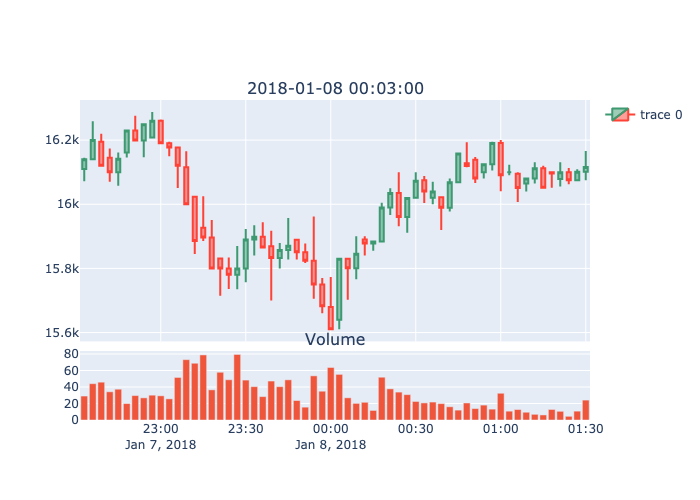 2018-01-08 00:03:00
trace 0
16.2k
16k
15.8k
15.6k
Volume
80
60
40
20
0
23:00 23:30 00:00 00:30 01:00 01:30
Jan 7, 2018 Jan 8, 2018